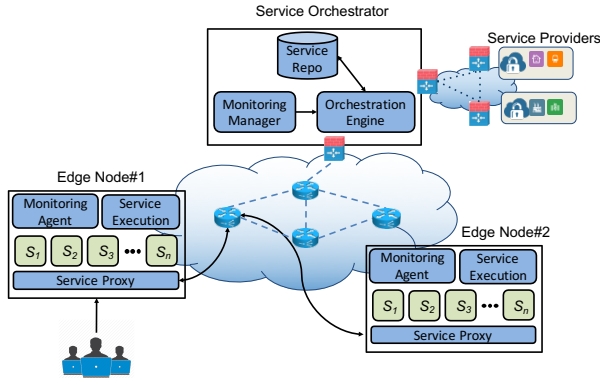 Service Orchestrator
Service Providers
Service
Repo
Monitoring
Manager
Orchestration
Engine
Edge Node#1
Monitoring
Agent
Service
Execution
S1 S2 S3 ••• Sn
Service Proxy
Edge Node#2
Monitoring
Agent
Service
Execution
S1 S2 S3 ••• Sn
Service Proxy